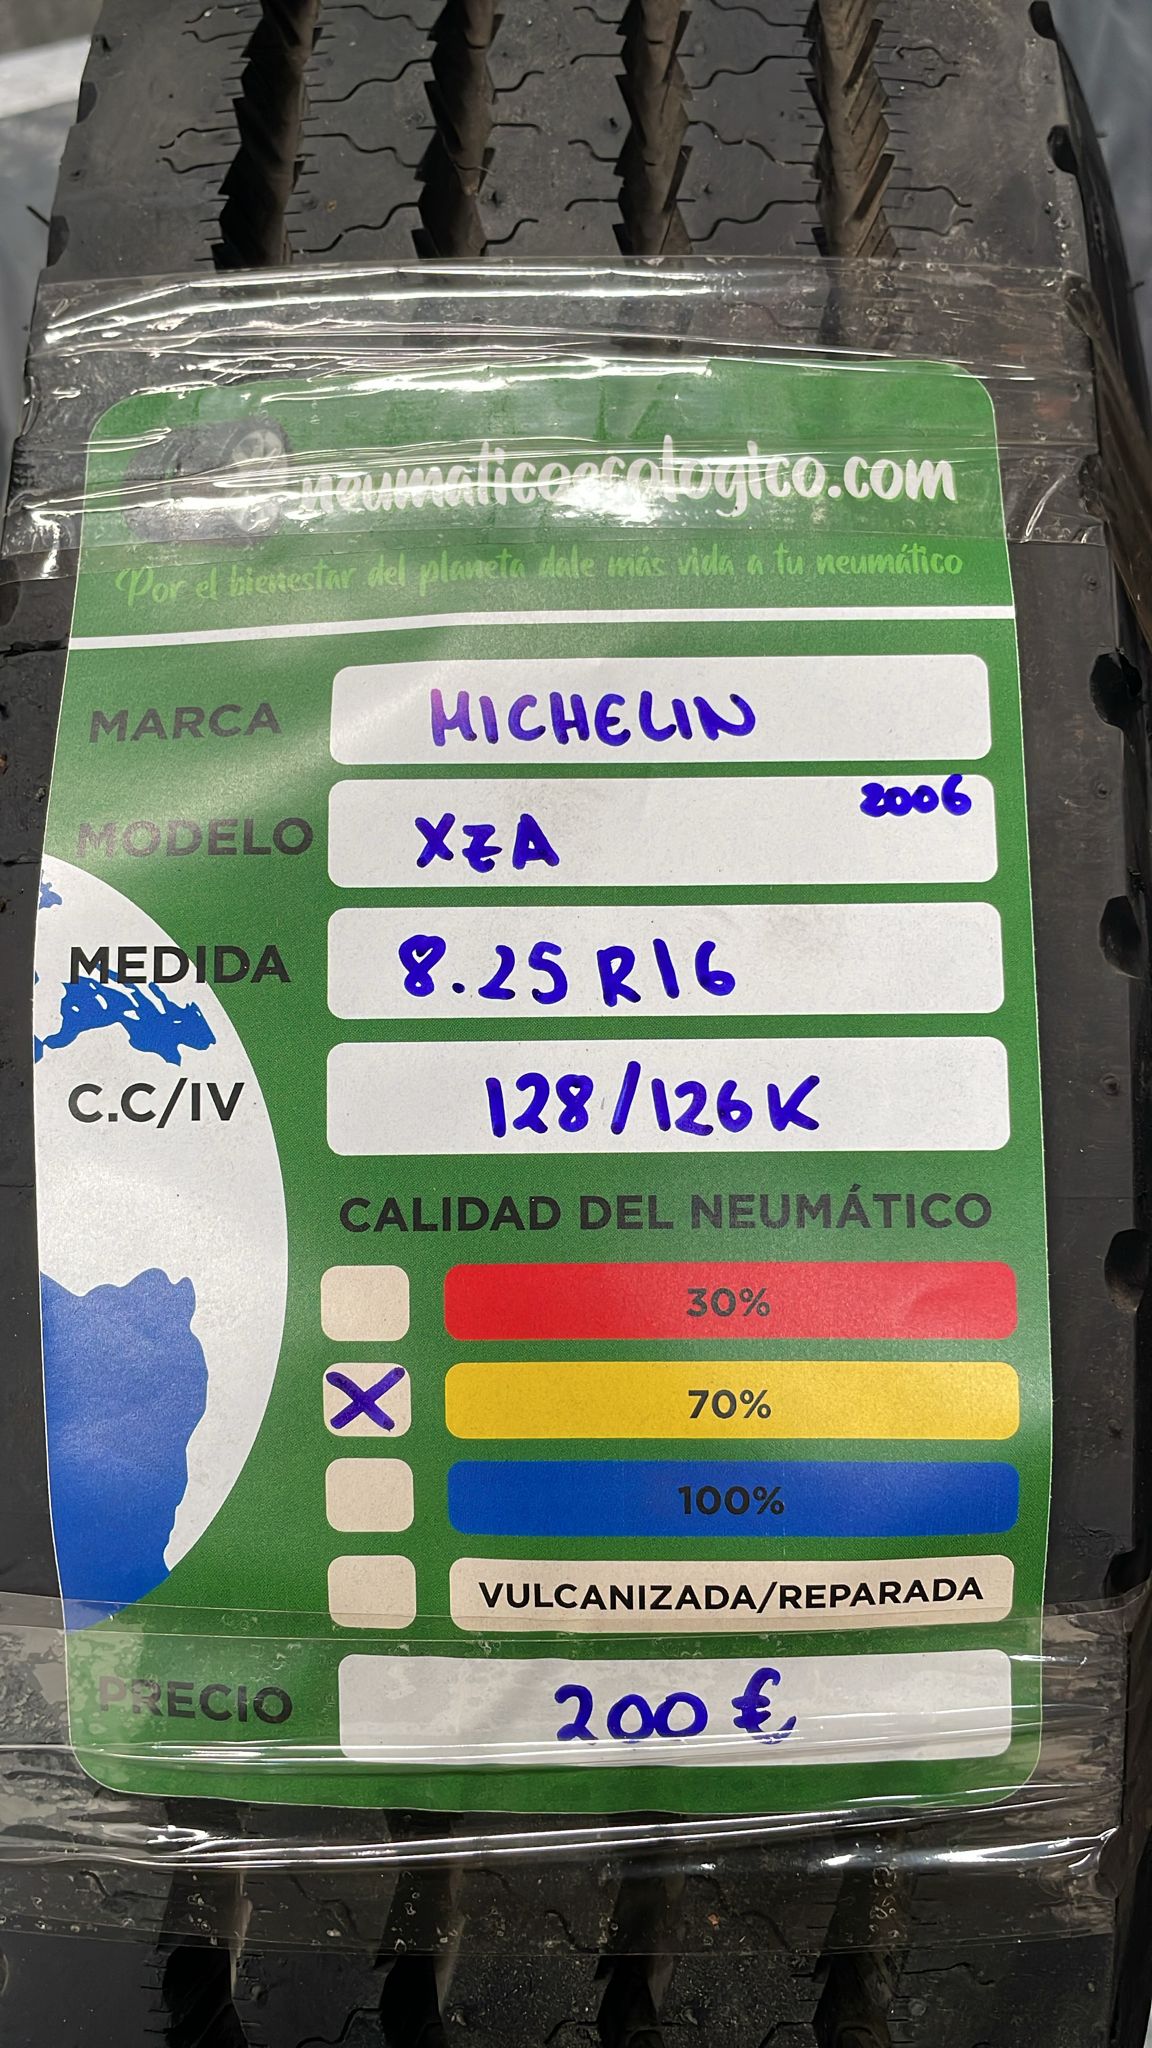 neumaticoecologico.com
Por el bienestar del planeta dale más vida a tu neumático
MARCA MICHELIN
MODELO XZA 2006
MEDIDA 8.25 R16
C.C/IV 128/126K
CALIDAD DEL NEUMÁTICO
30%
X 70%
100%
VULCANIZADA/REPARADA
PRECIO 200 €